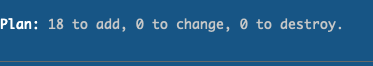 Plan: 18 to add, 0 to change, 0 to destroy.